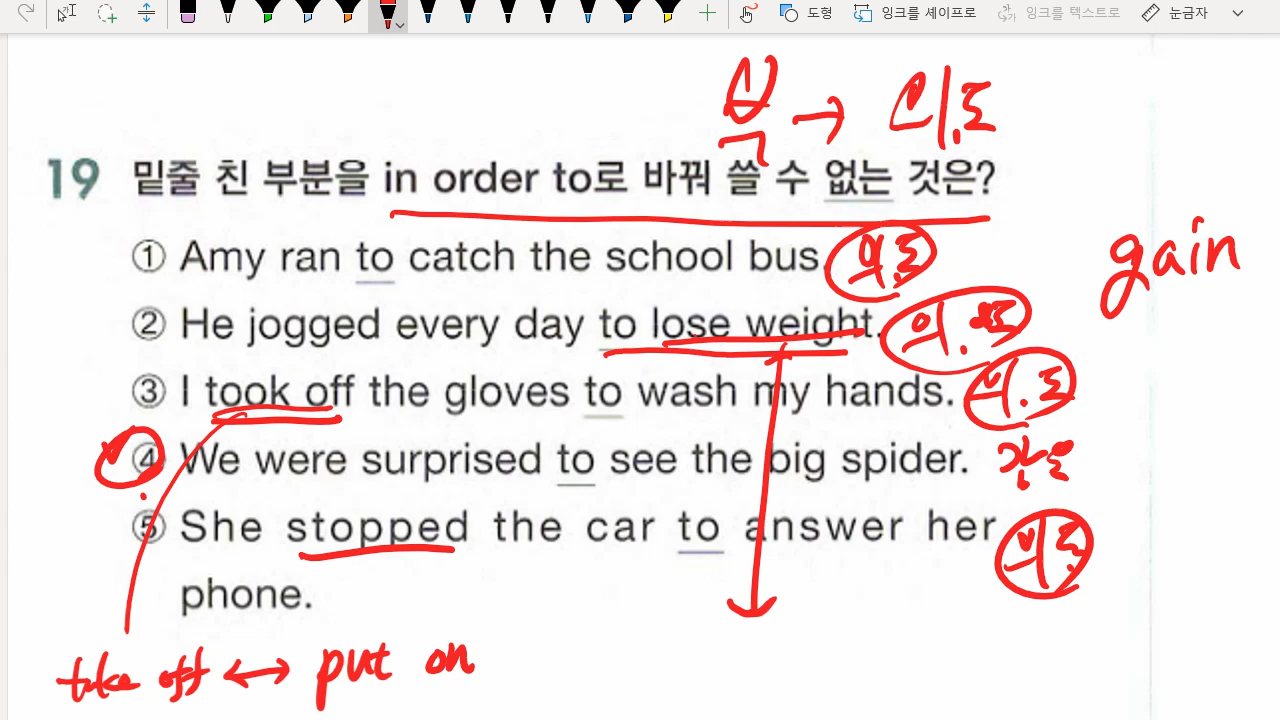 도형 잉크를 셰이프로 잉크를 텍스트로 눈금자
부 → 의도
19 밑줄 친 부분을 in order to로 바꿔 쓸 수 없는 것은?
① Amy ran to catch the school bus. 의도
gain
② He jogged every day to lose weight. 의도
③ I took off the gloves to wash my hands. 의도
④ We were surprised to see the big spider. 감원
⑤ She stopped the car to answer her 의도
phone.
take off ↔ put on